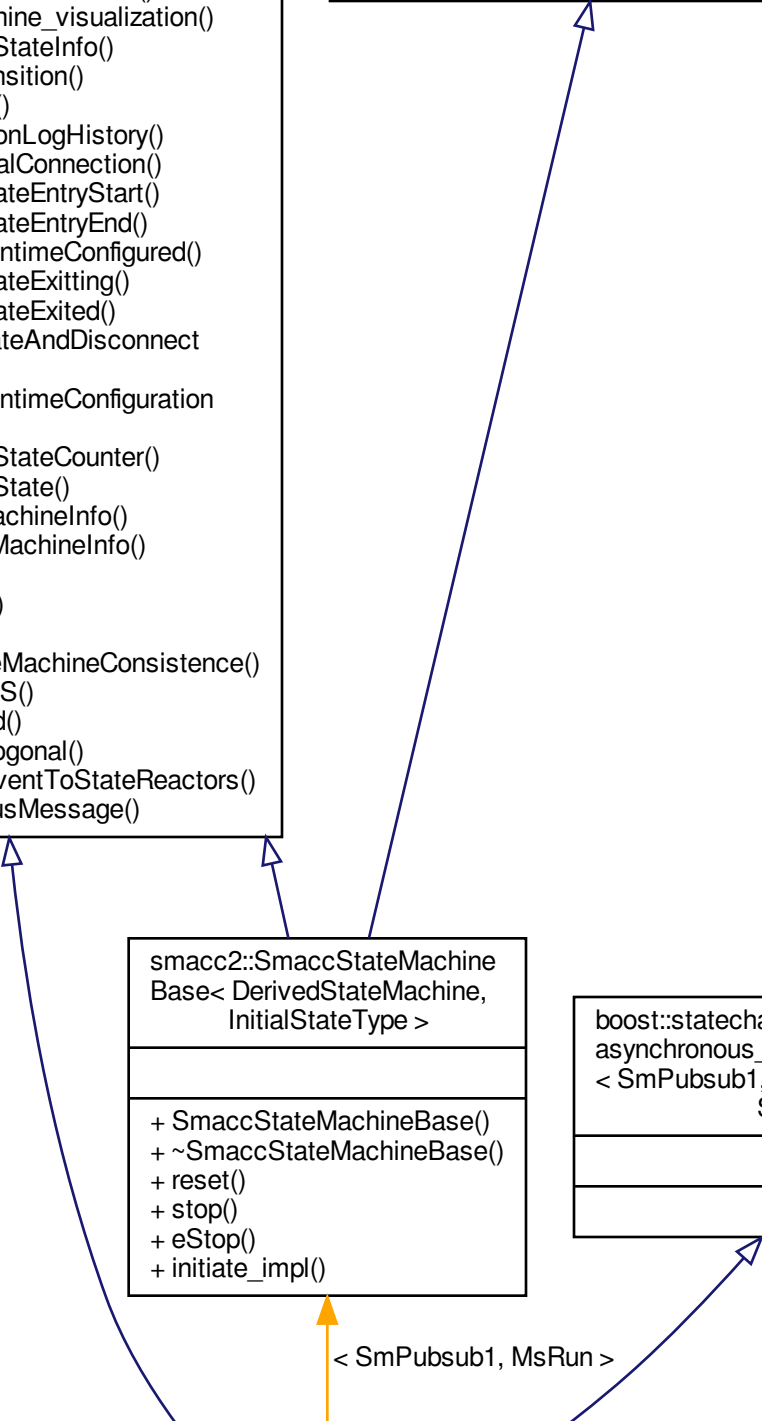 hine_visualization()
StateInfo()
nsition()
()
onLogHistory()
alConnection()
ateEntryStart()
ateEntryEnd()
ntimeConfigured()
ateExitting()
ateExited()
ateAndDisconnect
ntimeConfiguration
StateCounter()
State()
achineInfo()
MachineInfo()
)
eMachineConsistence()
S()
d()
ogonal()
ventToStateReactors()
usMessage()
smacc2::SmaccStateMachine
Base< DerivedStateMachine,
InitialStateType >
+ SmaccStateMachineBase()
+ ~SmaccStateMachineBase()
+ reset()
+ stop()
+ eStop()
+ initiate_impl()
boost::statecha
asynchronous_
< SmPubsub1,
S
< SmPubsub1, MsRun >